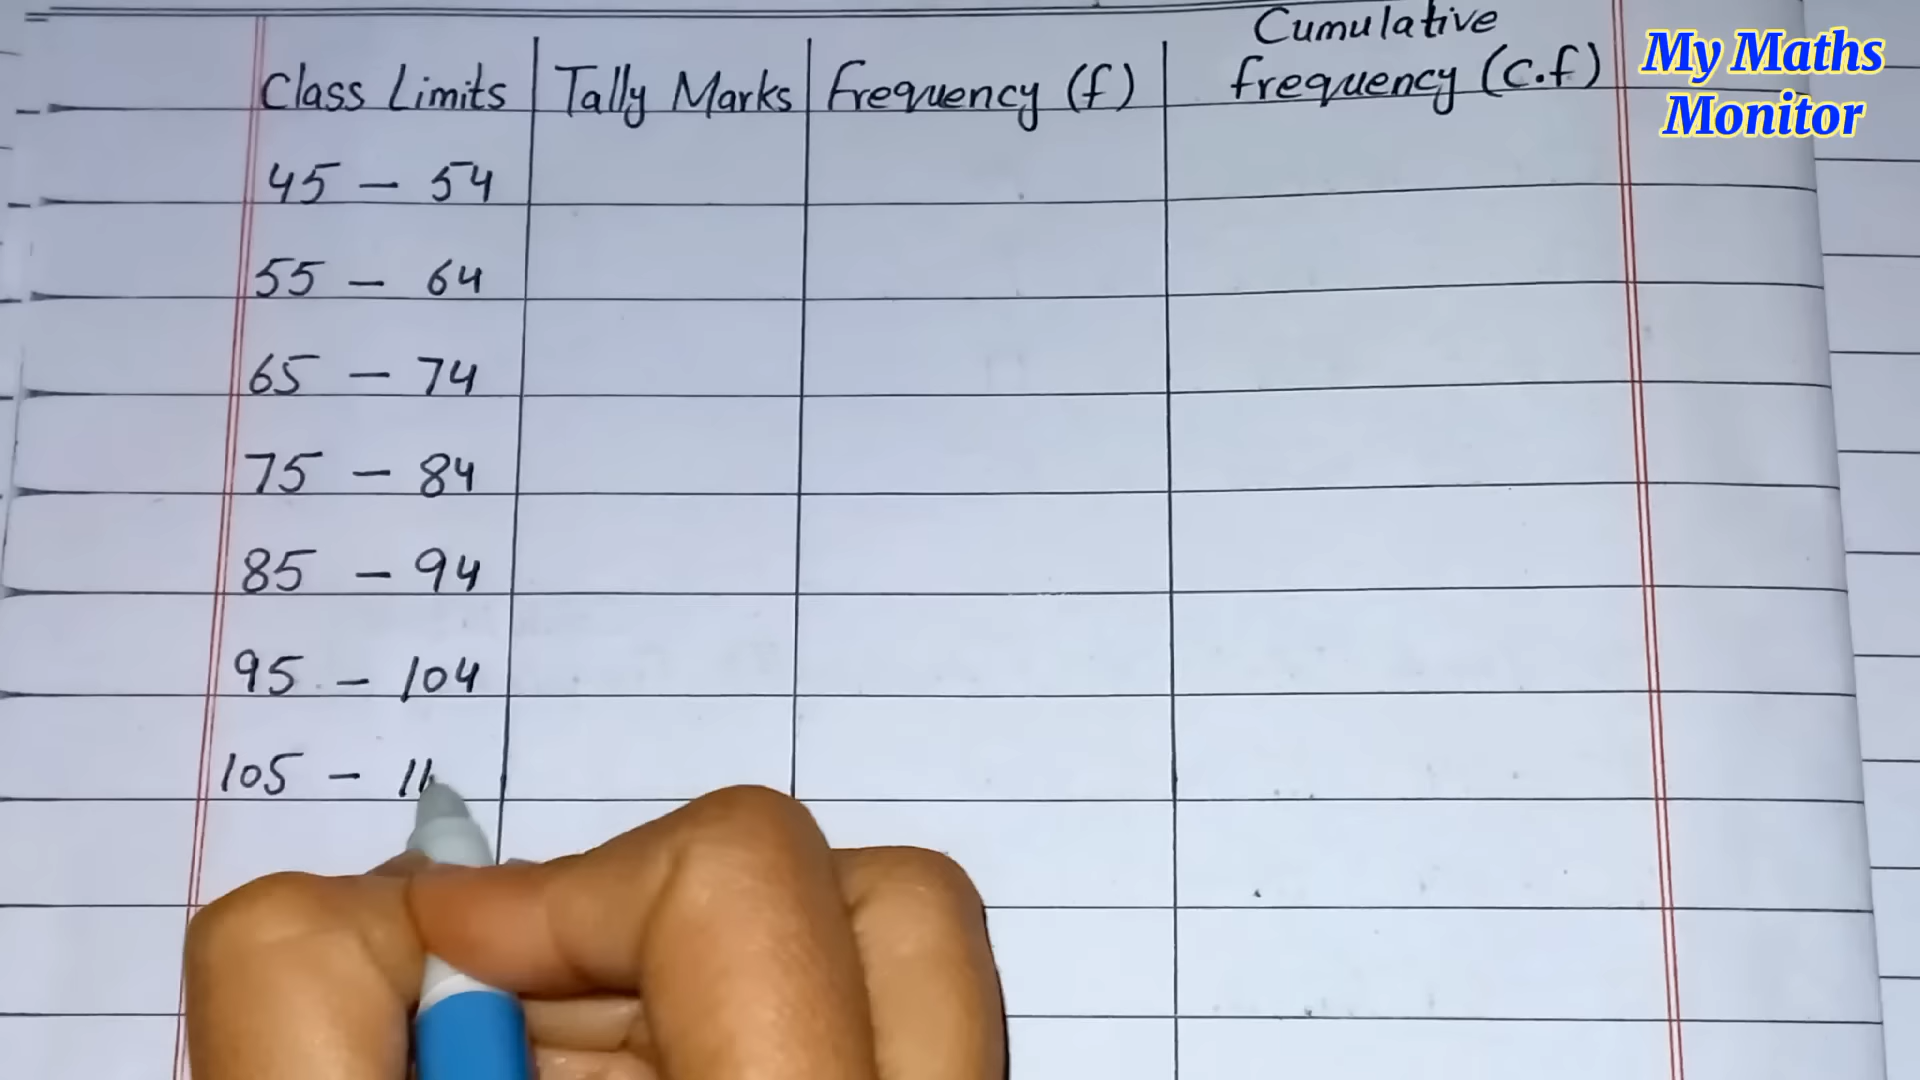 Class Limits Tally Marks Frequency (f) Cumulative frequency (c.f)
45 - 54
55 - 64
65 - 74
75 - 84
85 - 94
95 - 104
105 - 11
My Maths
Monitor